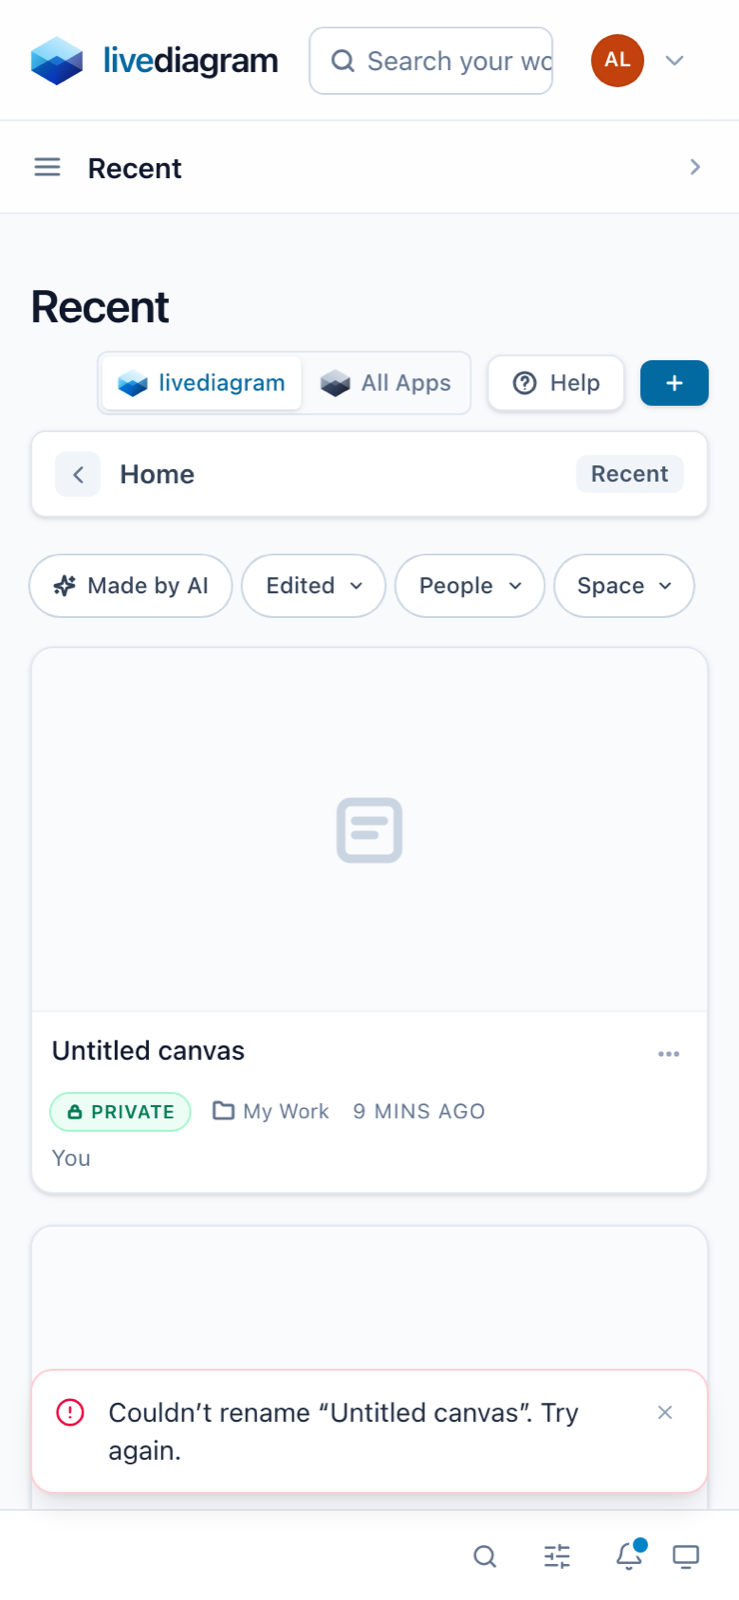 livediagram
Search your wo
AL
Recent
Recent
livediagram
All Apps
Help
Home
Recent
Made by AI
Edited
People
Space
Untitled canvas
PRIVATE
My Work
9 MINS AGO
You
Couldn’t rename “Untitled canvas”. Try
again.